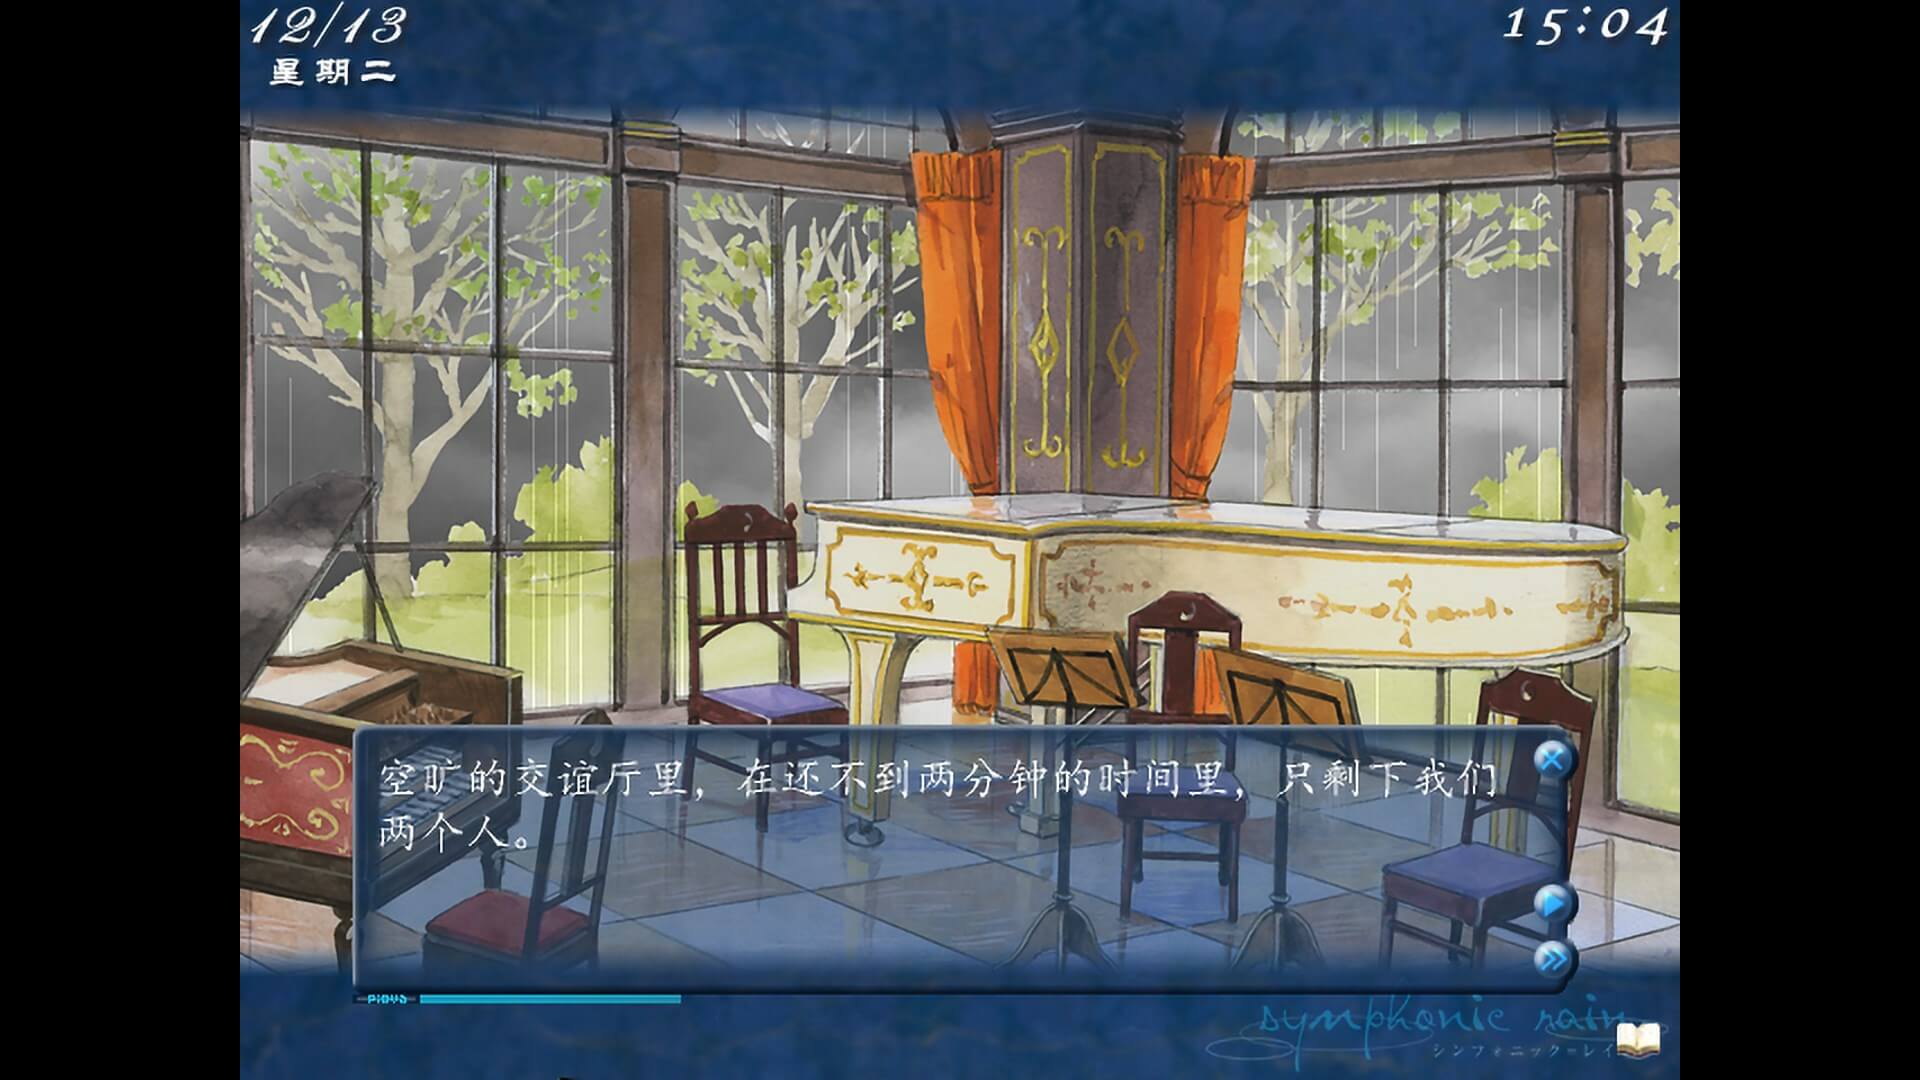 12/13
15:04
星期二
空旷的交谊厅里，在还不到两分钟的时间里，只剩下我们
两个人。
symphonic rain
シンフォニック=レイ